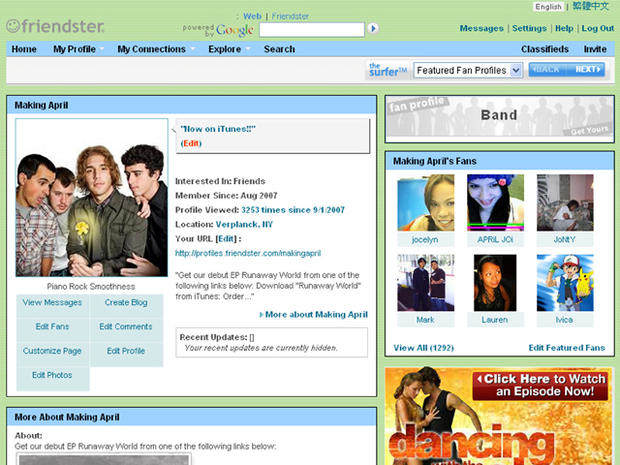 English | 繁體中文
: Web | Friendster
friendster
powered by Google
Messages | Settings | Help | Log Out
Home My Profile My Connections Explore Search Classifieds Invite
the surfer™ Featured Fan Profiles BACK NEXT
Making April
"Now on iTunes!!"
(Edit)
Interested In: Friends
Member Since: Aug 2007
Profile Viewed: 3253 times since 9/1/2007
Location: Verplanck, NY
Your URL [Edit] :
http://profiles.friendster.com/makingapril
Piano Rock Smoothness
"Get our debut EP Runaway World from one of the
following links below: Download "Runaway World"
from iTunes: Order..."
More about Making April
View Messages Create Blog
Edit Fans Edit Comments
Customize Page Edit Profile
Edit Photos
Recent Updates: []
Your recent updates are currently hidden.
More About Making April
About:
Get our debut EP Runaway World from one of the following links below:
fan profile
Band
Get Yours
Making April's Fans
jocelyn APRiL JOi JoNtY
Mark Lauren Ivica
View All (1292) Edit Featured Fans
Click Here to Watch
an Episode Now!
dancing